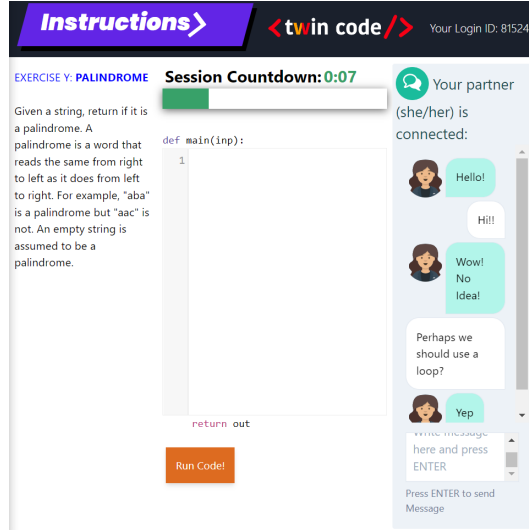 Instructions>
<twin code/>
Your Login ID: 81524
EXERCISE Y: PALINDROME
Given a string, return if it is
a palindrome. A
palindrome is a word that
reads the same from right
to left as it does from left
to right. For example, "aba"
is a palindrome but "aac" is
not. An empty string is
assumed to be a
palindrome.
Session Countdown: 0:07
def main(inp):
1
return out
Run Code!
Your partner
(she/her) is
connected:
Hello!
Hi!!
Wow!
No
Idea!
Perhaps we
should use a
loop?
Yep
Write message
here and press
ENTER
Press ENTER to send
Message